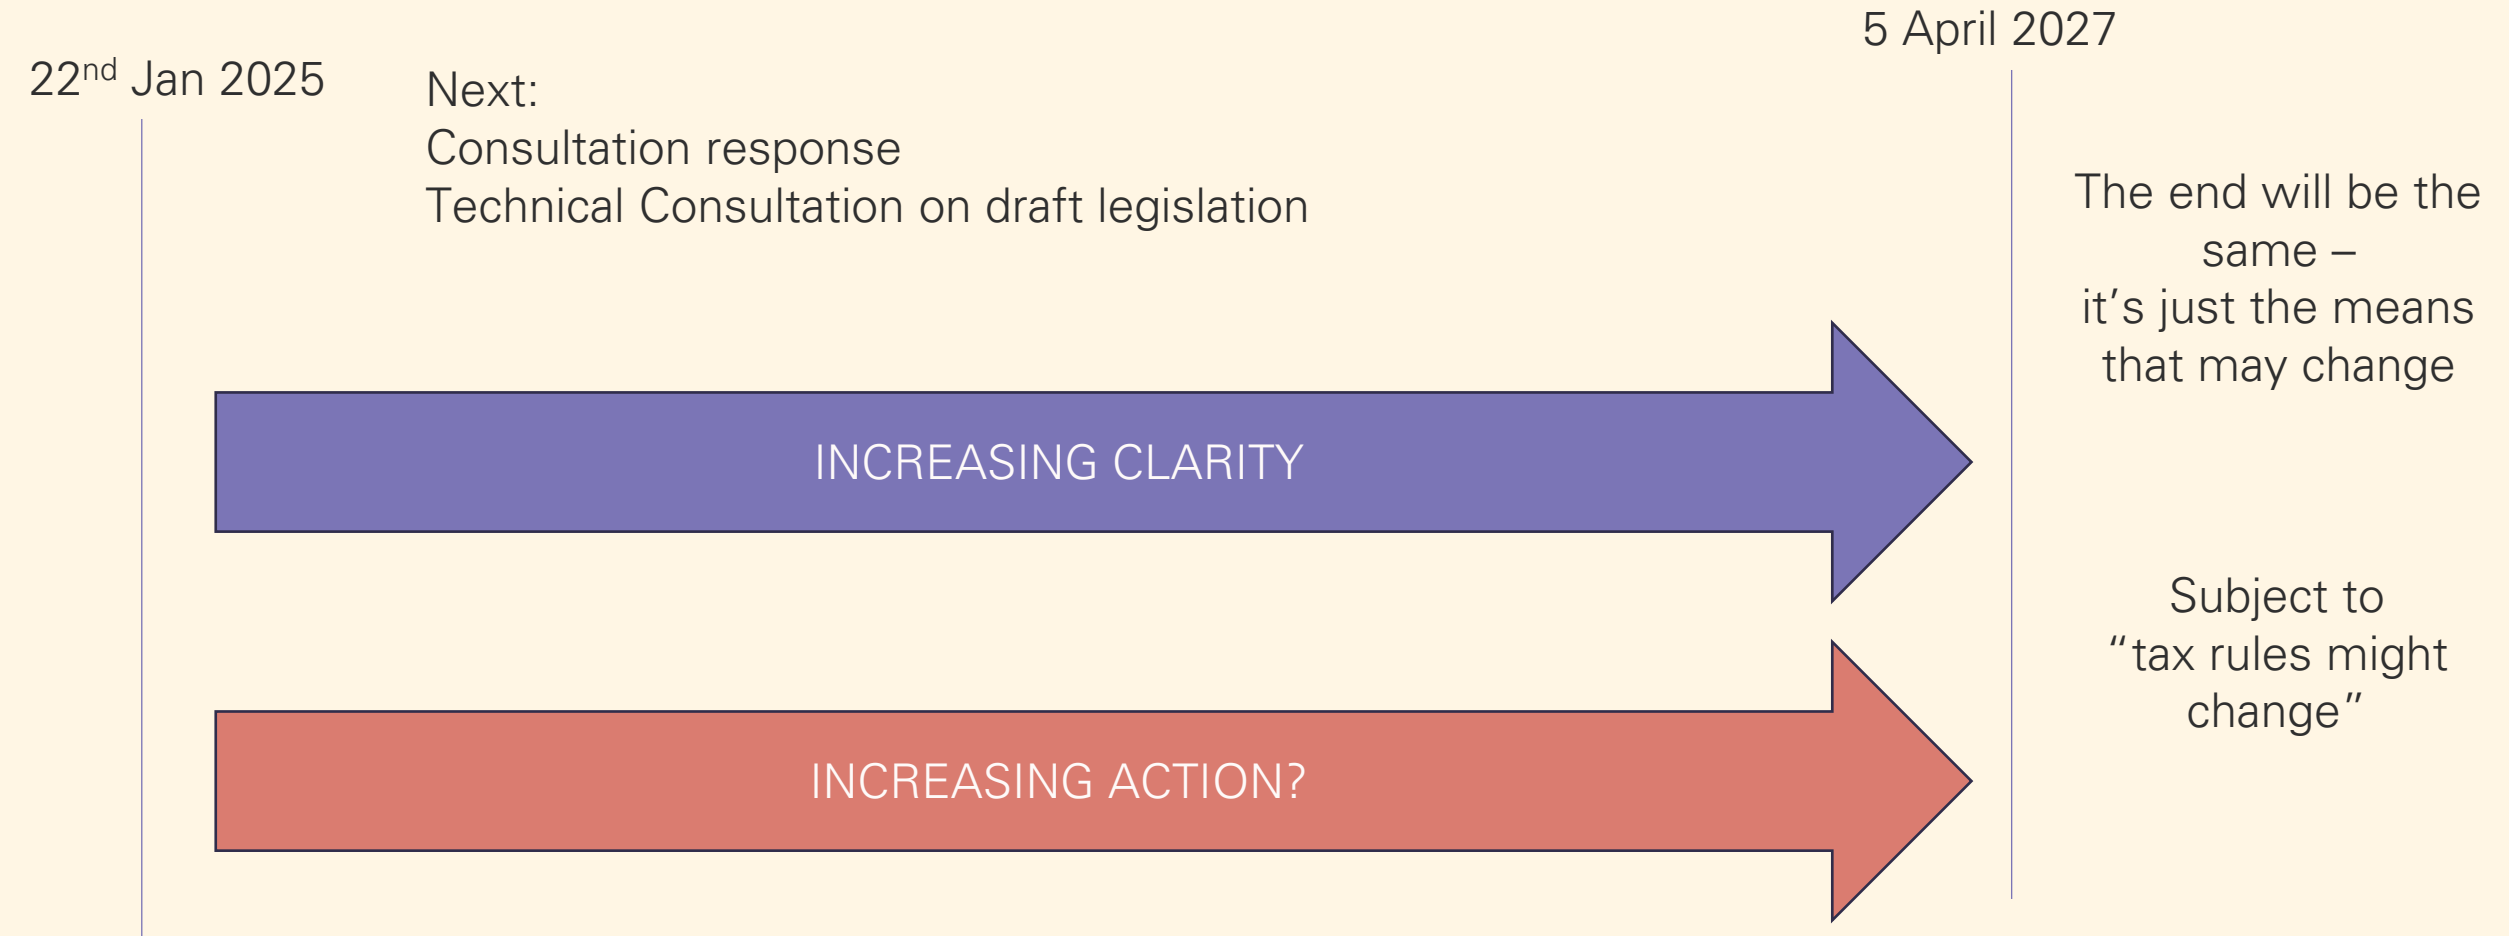 22nd Jan 2025
Next:
Consultation response
Technical Consultation on draft legislation
5 April 2027
The end will be the
same –
it’s just the means
that may change
INCREASING CLARITY
Subject to
“tax rules might
change”
INCREASING ACTION?